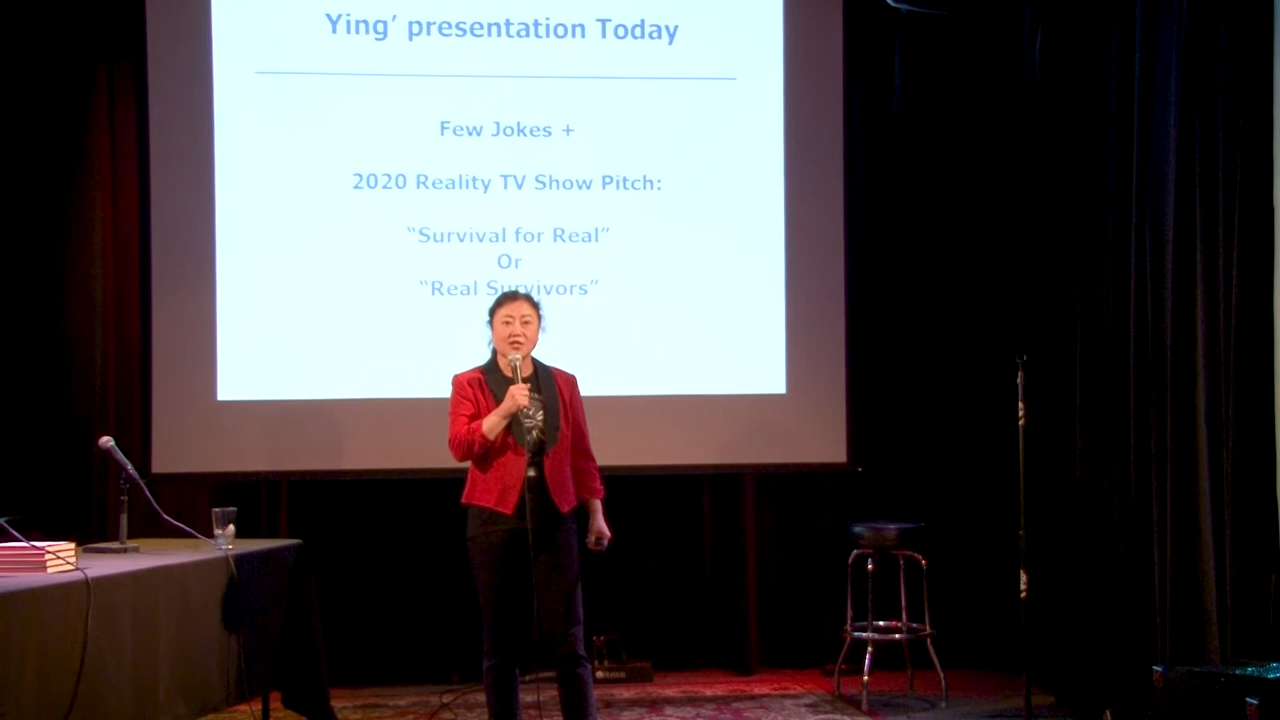 Ying’ presentation Today
Few Jokes +
2020 Reality TV Show Pitch:
“Survival for Real”
Or
“Real Survivors”